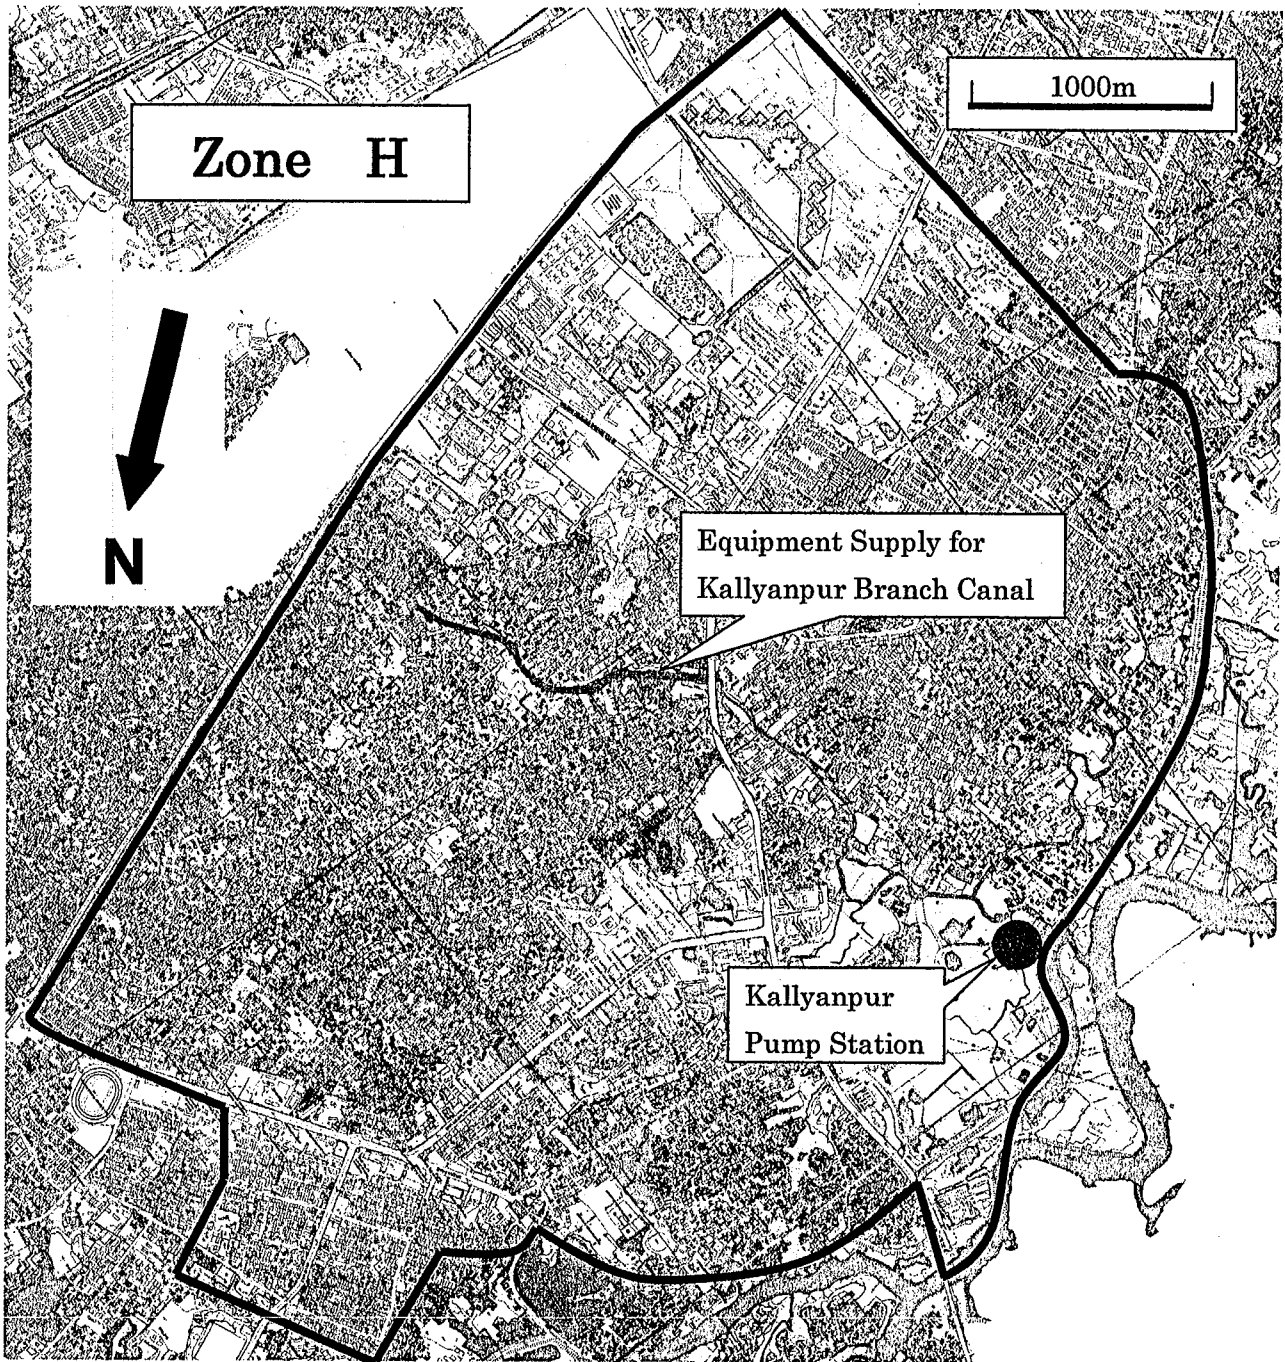 1000m
Zone H
N
Equipment Supply for
Kallyanpur Branch Canal
Kallyanpur
Pump Station